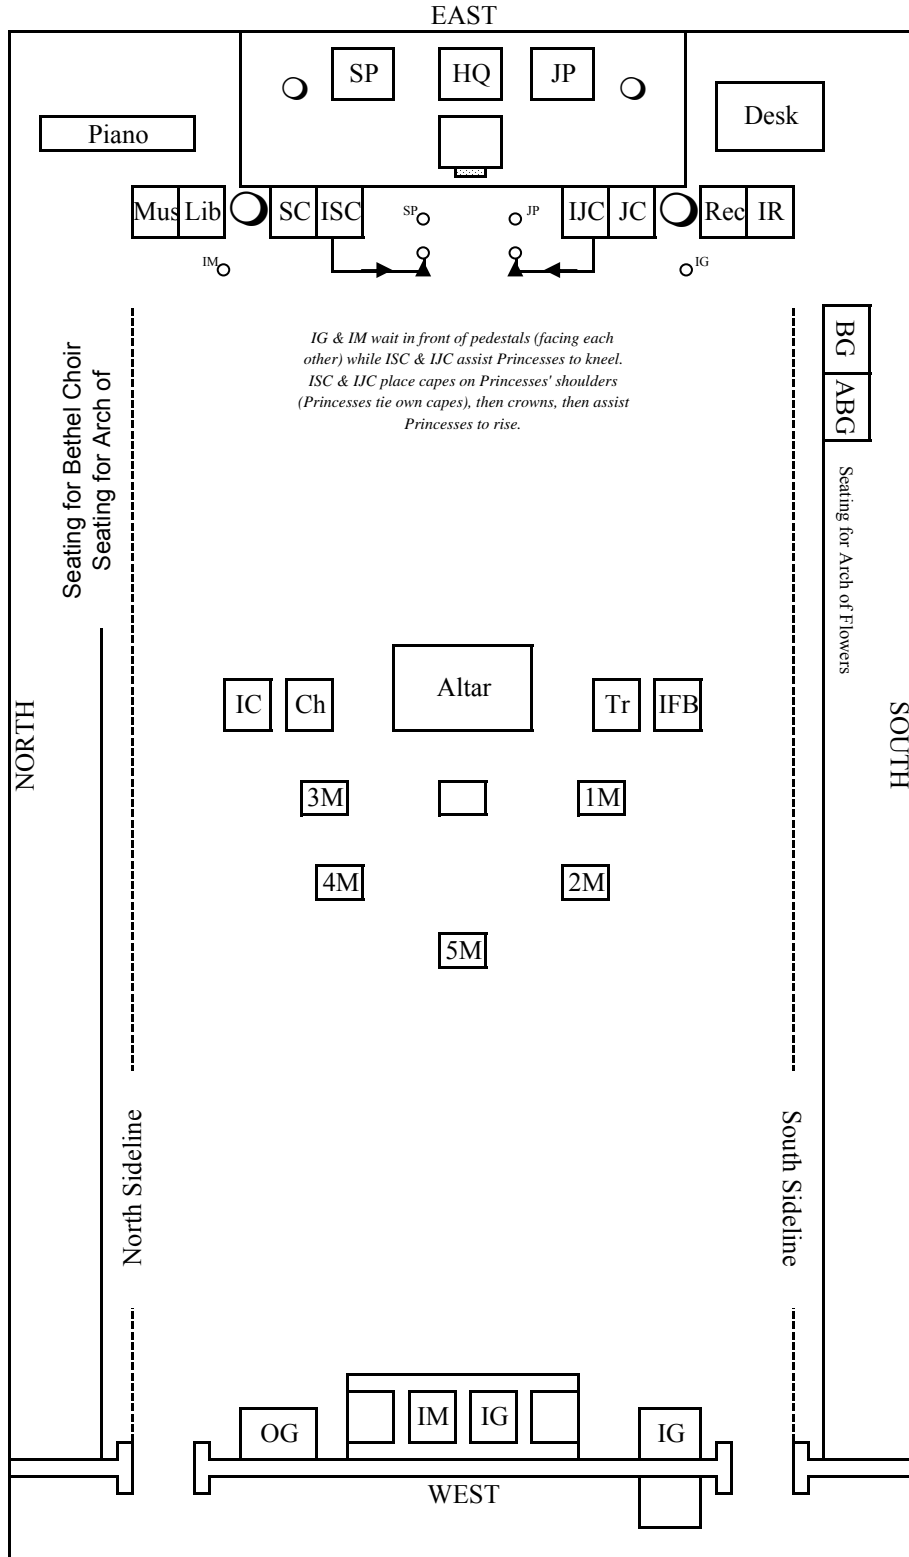 EAST
SP HQ JP
Piano
Desk
Mus Lib SC ISC SP JP IJC JC Rec IR
IM IG
IG & IM wait in front of pedestals (facing each
other) while ISC & IJC assist Princesses to kneel.
ISC & IJC place capes on Princesses' shoulders
(Princesses tie own capes), then crowns, then assist
Princesses to rise.
BG
ABG
Seating for Bethel Choir
Seating for Arch of
Seating for Arch of Flowers
IC Ch Altar Tr IFB
NORTH
SOUTH
3M 1M
4M 2M
5M
North Sideline
South Sideline
OG IM IG IG
WEST